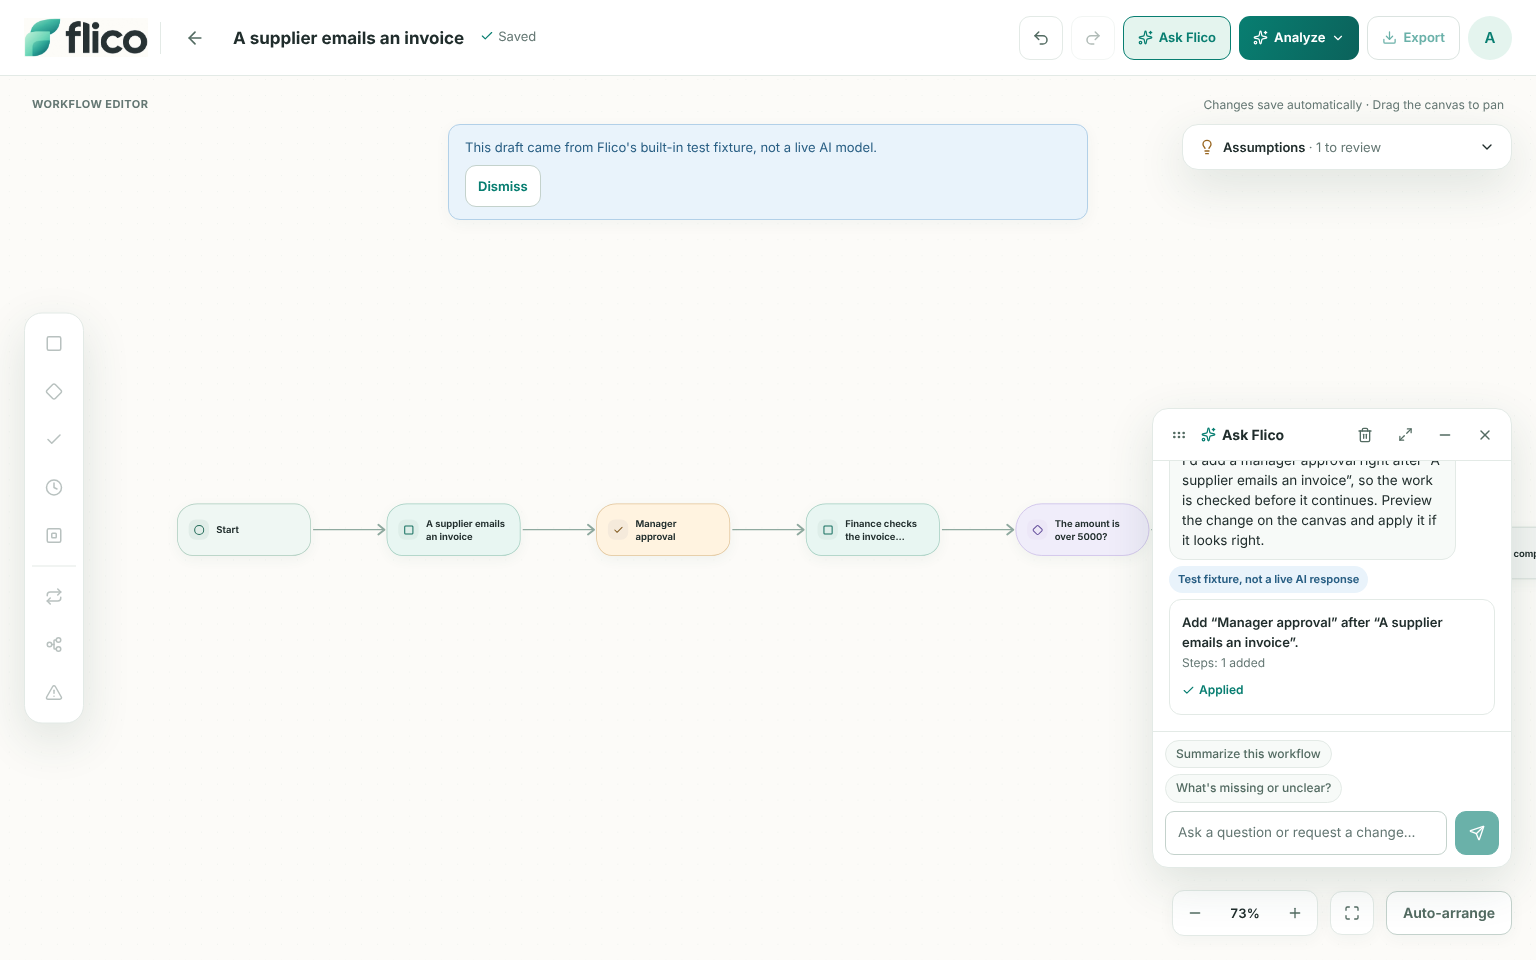 flico
A supplier emails an invoice
Saved
Ask Flico
Analyze
Export
A
WORKFLOW EDITOR
Changes save automatically · Drag the canvas to pan
This draft came from Flico's built-in test fixture, not a live AI model.
Dismiss
Assumptions · 1 to review
Start
A supplier emails
an invoice
Manager
approval
Finance checks
the invoice...
The amount is
over 5000?
Ask Flico
I'd add a manager approval right after "A
supplier emails an invoice", so the work
is checked before it continues. Preview
the change on the canvas and apply it if
it looks right.
Test fixture, not a live AI response
Add “Manager approval” after “A supplier
emails an invoice”.
Steps: 1 added
Applied
Summarize this workflow
What's missing or unclear?
Ask a question or request a change...
73%
Auto-arrange